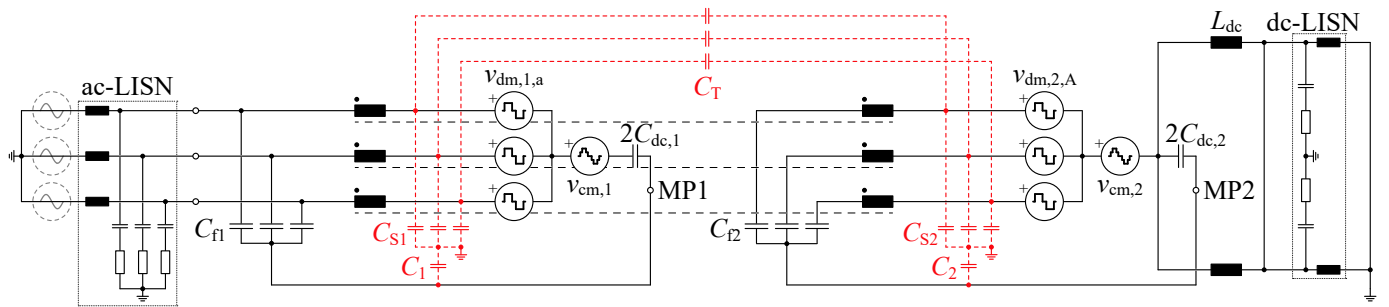 ac-LISN
v_dm,1,a
C_T
v_dm,2,A
L_dc
dc-LISN
2C_dc,1
2C_dc,2
v_cm,1
MP1
v_cm,2
MP2
C_f1
C_S1
C_f2
C_S2
C_1
C_2